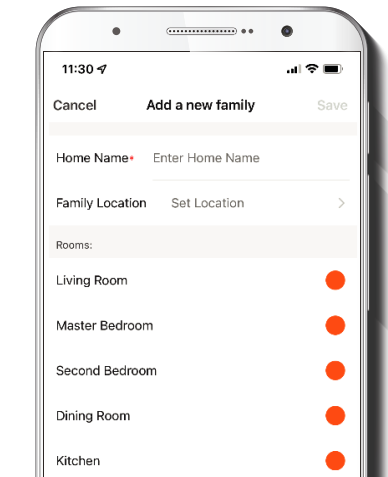 11:30
Cancel Add a new family Save
Home Name* Enter Home Name
Family Location Set Location
Rooms:
Living Room
Master Bedroom
Second Bedroom
Dining Room
Kitchen